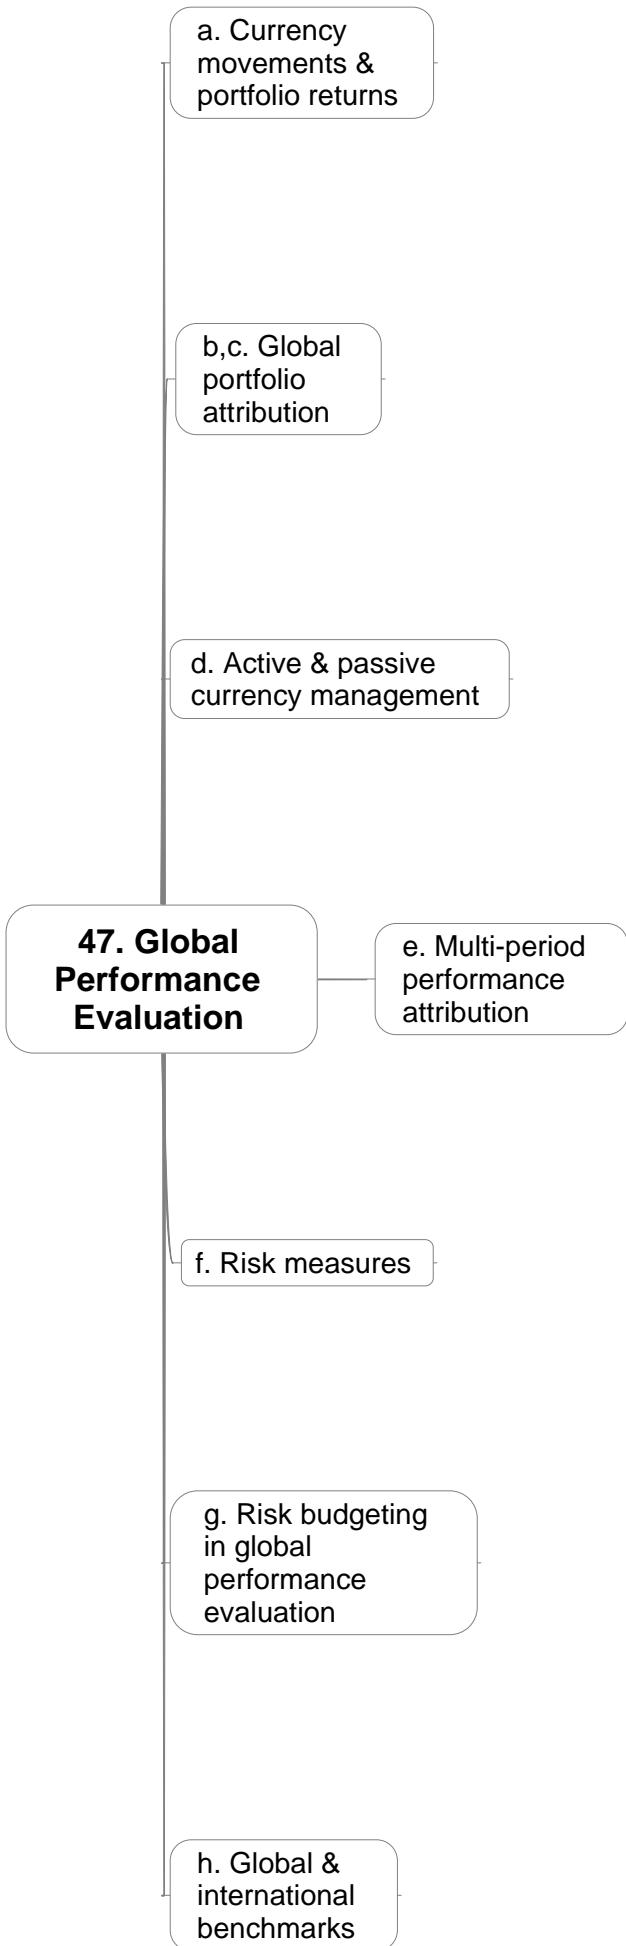 a. Currency
movements &
portfolio returns
b,c. Global
portfolio
attribution
d. Active & passive
currency management
47. Global
Performance
Evaluation
e. Multi-period
performance
attribution
f. Risk measures
g. Risk budgeting
in global
performance
evaluation
h. Global &
international
benchmarks